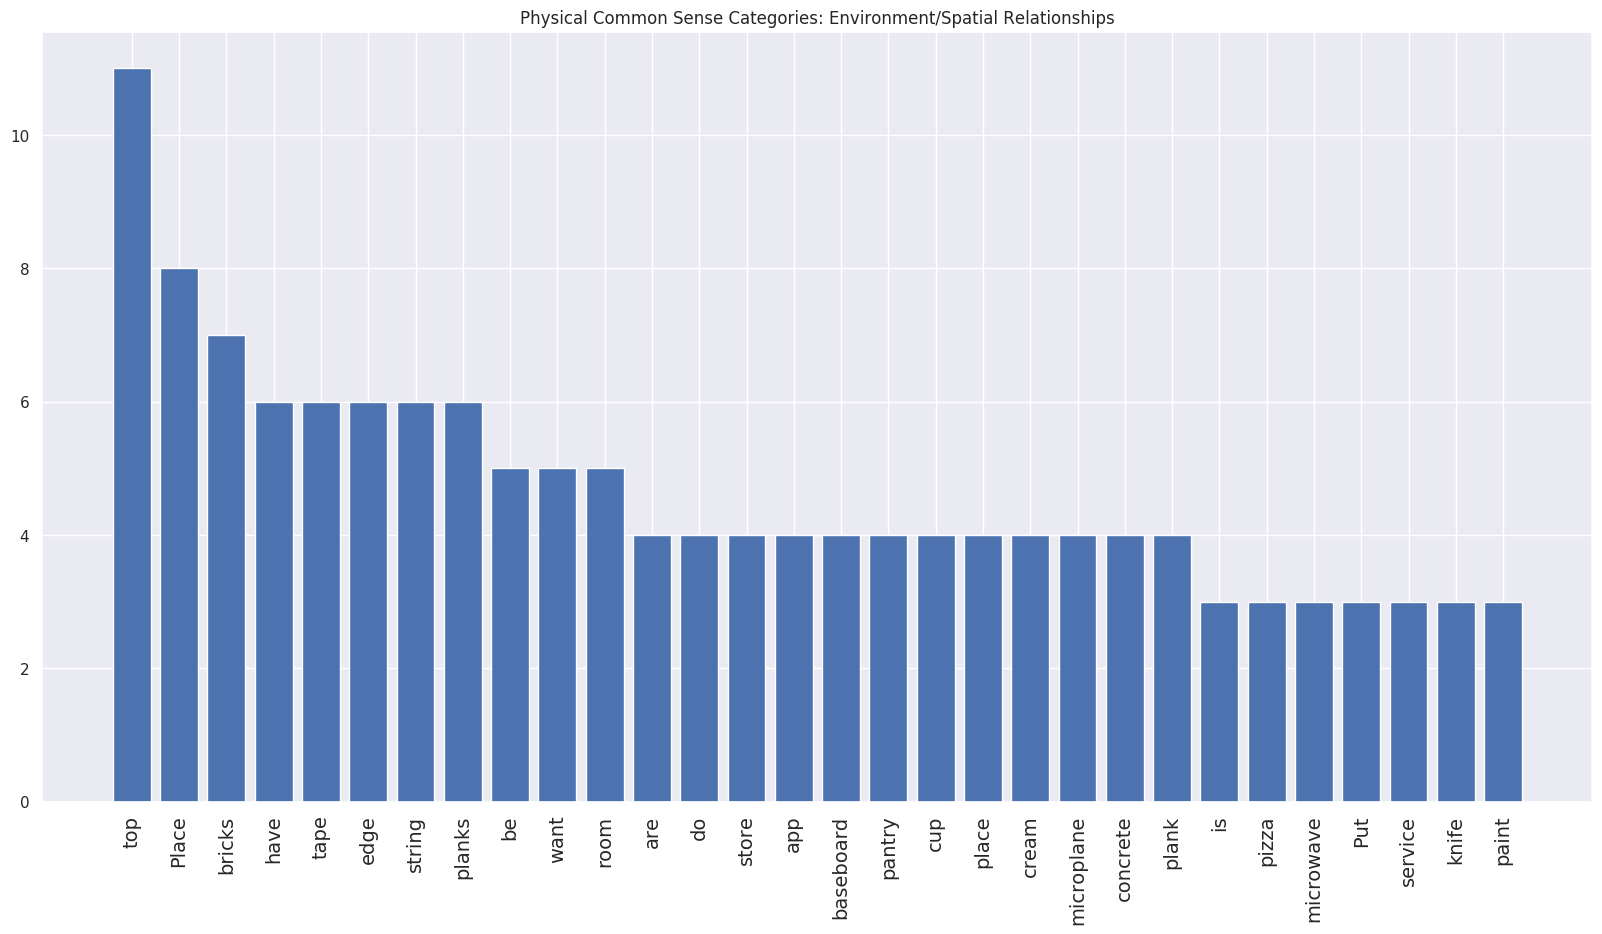 Physical Common Sense Categories: Environment/Spatial Relationships
10
8
6
4
2
0
top
Place
bricks
have
tape
edge
string
planks
be
want
room
are
do
store
app
baseboard
pantry
cup
place
cream
microplane
concrete
plank
is
pizza
microwave
Put
service
knife
paint